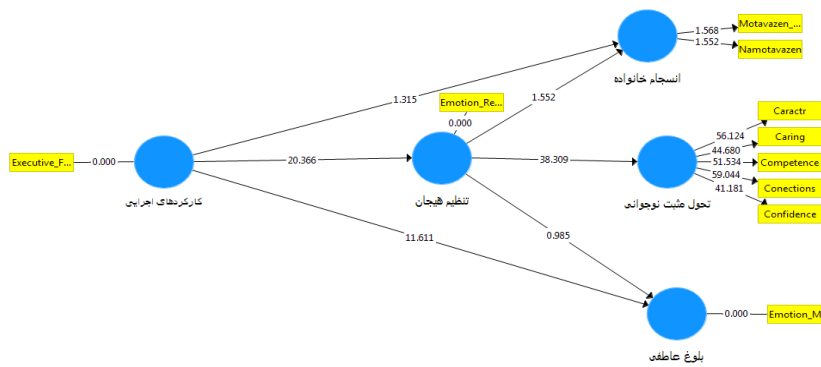 Motavazen_...
1.568
1.552
Namotavazen
انسجام خانواده
1.315
Emotion_Re...
1.552
0.000
Caractr
56.124
Caring
44.680
Executive_F...
0.000
20.366
38.309
51.534
Competence
59.044
Conections
41.181
Confidence
کارکردهای اجرایی
تنظیم هیجان
تحول مثبت نوجوانی
11.611
0.985
0.000
Emotion_M
بلوغ عاطفی